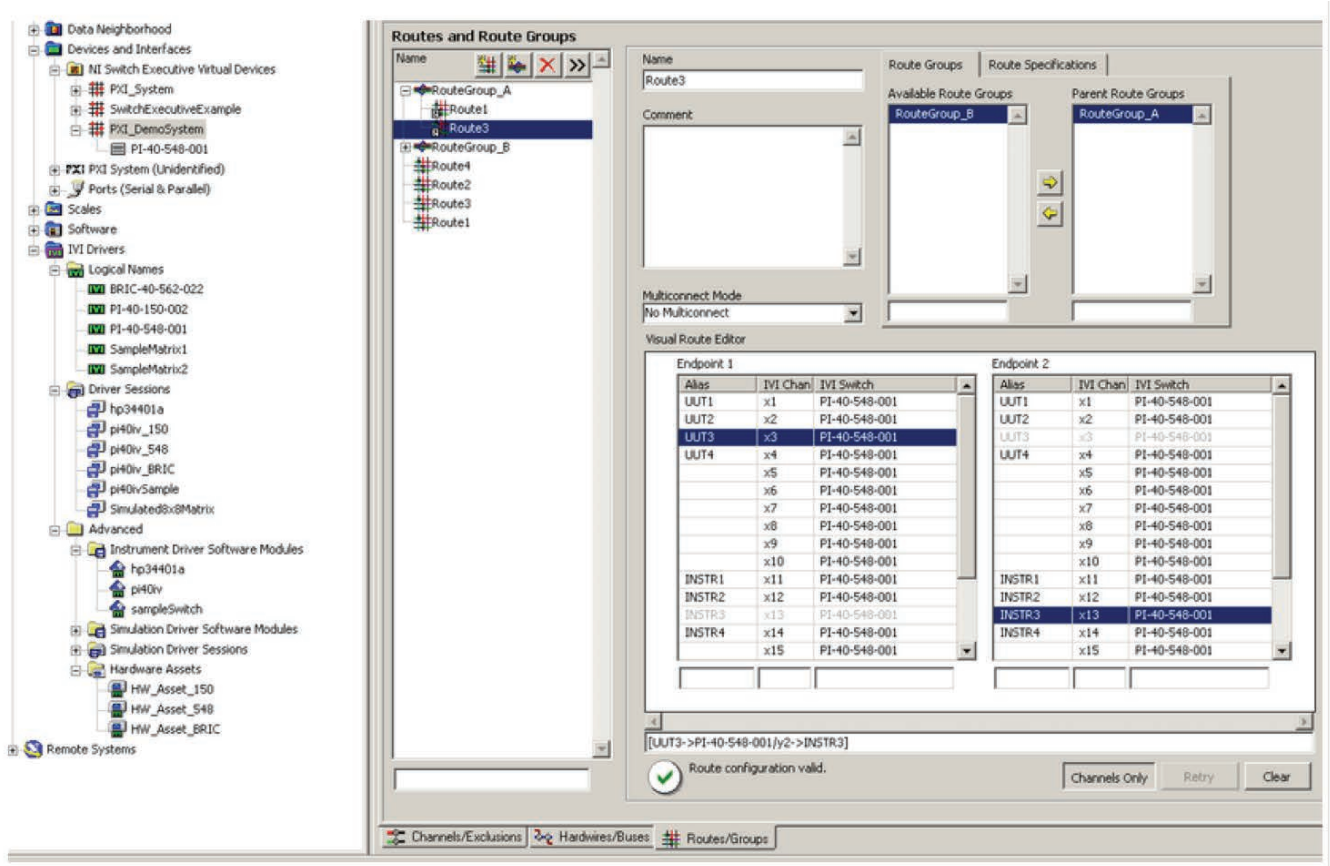 Data Neighborhood
Devices and Interfaces
NI Switch Executive Virtual Devices
PXI_System
SwitchExecutiveExample
PXI_DemoSystem
PI-40-548-001
PXI PXI System (Unidentified)
Ports (Serial & Parallel)
Scales
Software
IVI Drivers
Logical Names
IVI BRIC-40-562-022
IVI PI-40-150-002
IVI PI-40-548-001
IVI SampleMatrix1
IVI SampleMatrix2
Driver Sessions
hp34401a
pi40iv_150
pi40iv_548
pi40iv_BRIC
pi40ivSample
Simulated8x8Matrix
Advanced
Instrument Driver Software Modules
hp34401a
pi40iv
sampleSwitch
Simulation Driver Software Modules
Simulation Driver Sessions
Hardware Assets
HW_Asset_150
HW_Asset_548
HW_Asset_BRIC
Remote Systems
Routes and Route Groups
Name
RouteGroup_A
Route1
Route3
RouteGroup_B
Route4
Route2
Route3
Route1
Name
Route3
Comment
Multiconnect Mode
No Multiconnect
Route Groups Route Specifications
Available Route Groups Parent Route Groups
RouteGroup_B RouteGroup_A
Visual Route Editor
Endpoint 1
Alias IVI Chan IVI Switch
UUT1 x1 PI-40-548-001
UUT2 x2 PI-40-548-001
UUT3 x3 PI-40-548-001
UUT4 x4 PI-40-548-001
x5 PI-40-548-001
x6 PI-40-548-001
x7 PI-40-548-001
x8 PI-40-548-001
x9 PI-40-548-001
x10 PI-40-548-001
INSTR1 x11 PI-40-548-001
INSTR2 x12 PI-40-548-001
INSTR3 x13 PI-40-548-001
INSTR4 x14 PI-40-548-001
x15 PI-40-548-001
Endpoint 2
Alias IVI Chan IVI Switch
UUT1 x1 PI-40-548-001
UUT2 x2 PI-40-548-001
UUT3 x3 PI-40-548-001
UUT4 x4 PI-40-548-001
x5 PI-40-548-001
x6 PI-40-548-001
x7 PI-40-548-001
x8 PI-40-548-001
x9 PI-40-548-001
x10 PI-40-548-001
INSTR1 x11 PI-40-548-001
INSTR2 x12 PI-40-548-001
INSTR3 x13 PI-40-548-001
INSTR4 x14 PI-40-548-001
x15 PI-40-548-001
[UUT3->PI-40-548-001/y2->INSTR3]
Route configuration valid.
Channels Only Retry Clear
Channels/Exclusions Hardwires/Buses Routes/Groups